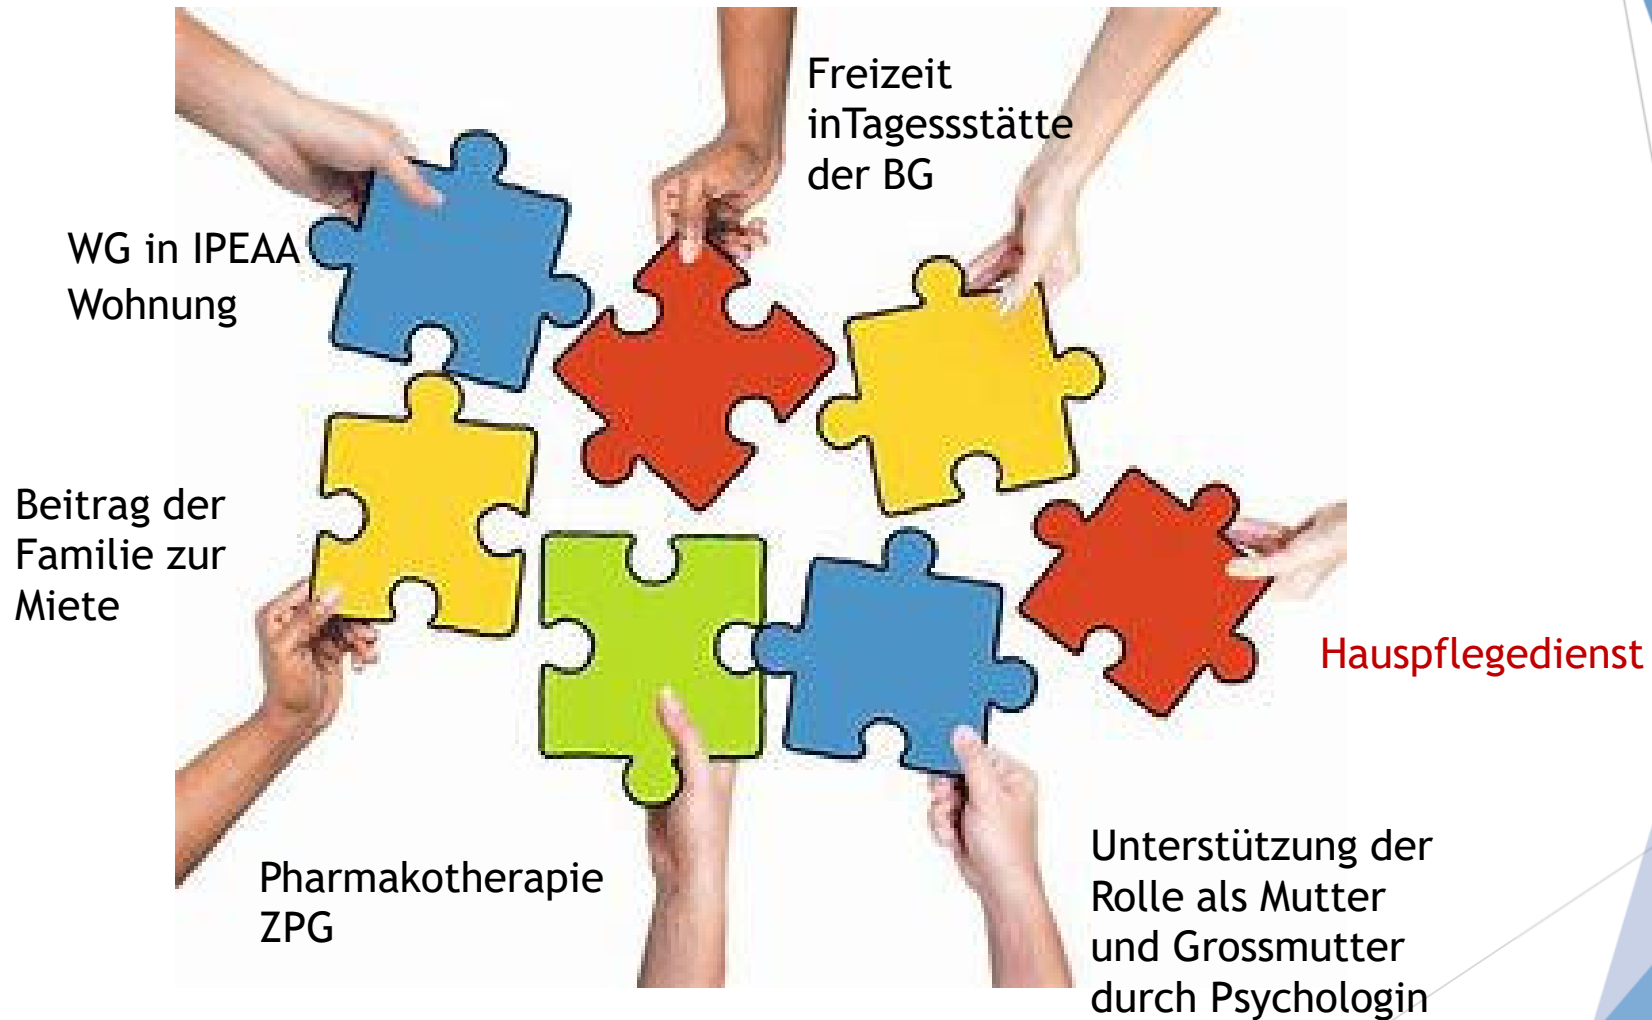 Freizeit
inTagessstätte
der BG
WG in IPEAA
Wohnung
Beitrag der
Familie zur
Miete
Hauspflegedienst
Pharmakotherapie
ZPG
Unterstützung der
Rolle als Mutter
und Grossmutter
durch Psychologin